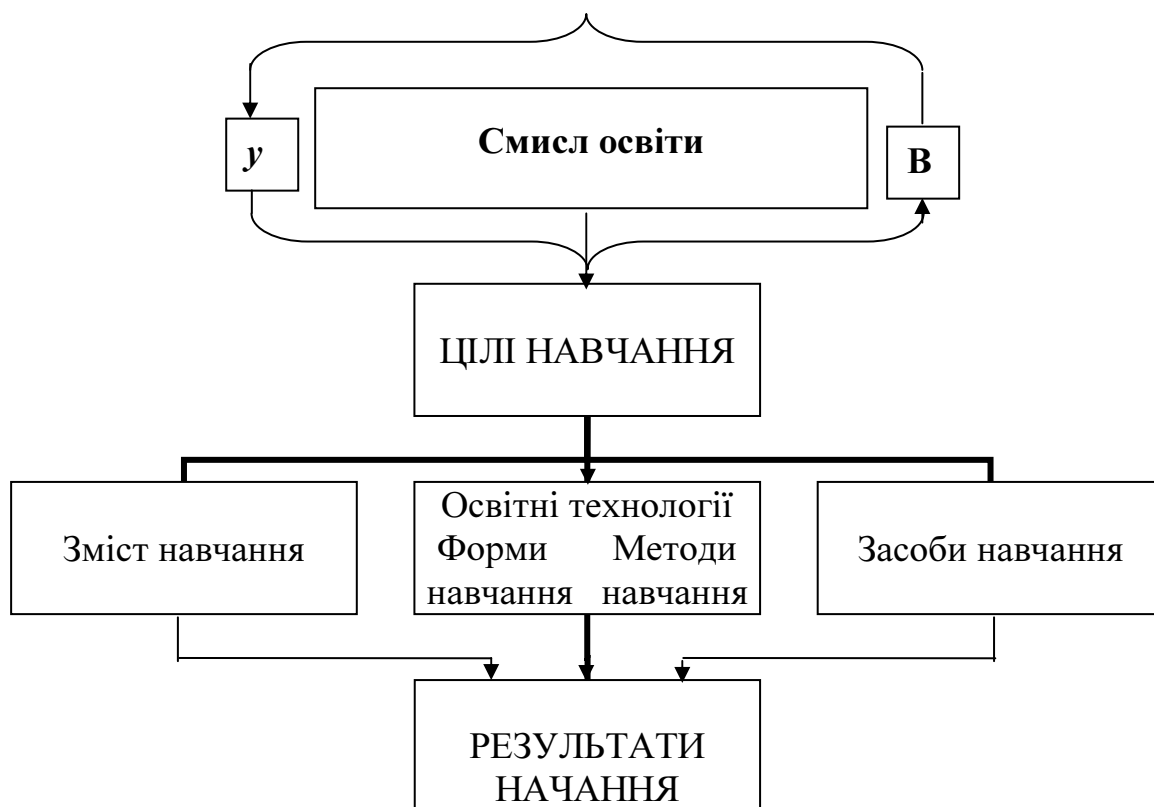 у
Смисл освіти
В
ЦІЛІ НАВЧАННЯ
Зміст навчання
Освітні технології
Форми Методи
навчання навчання
Засоби навчання
РЕЗУЛЬТАТИ
НАЧАННЯ